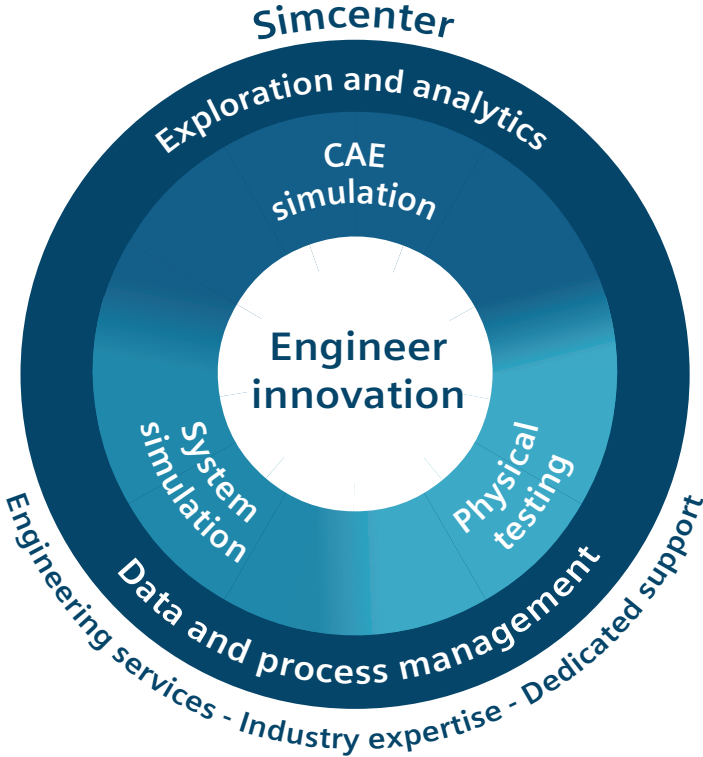 Simcenter
Exploration and analytics
CAE
simulation
Engineer
innovation
System
simulation
Physical
testing
Data and process management
Engineering services - Industry expertise - Dedicated support